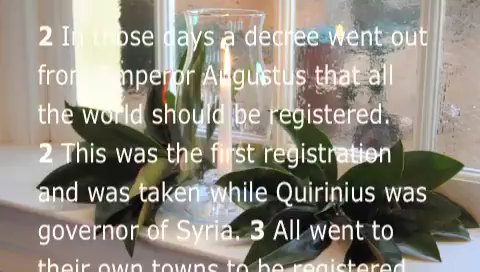 2 In those days a decree went out
from Emperor Augustus that all
the world should be registered.
2 This was the first registration
and was taken while Quirinius was
governor of Syria. 3 All went to
their own towns to be registered